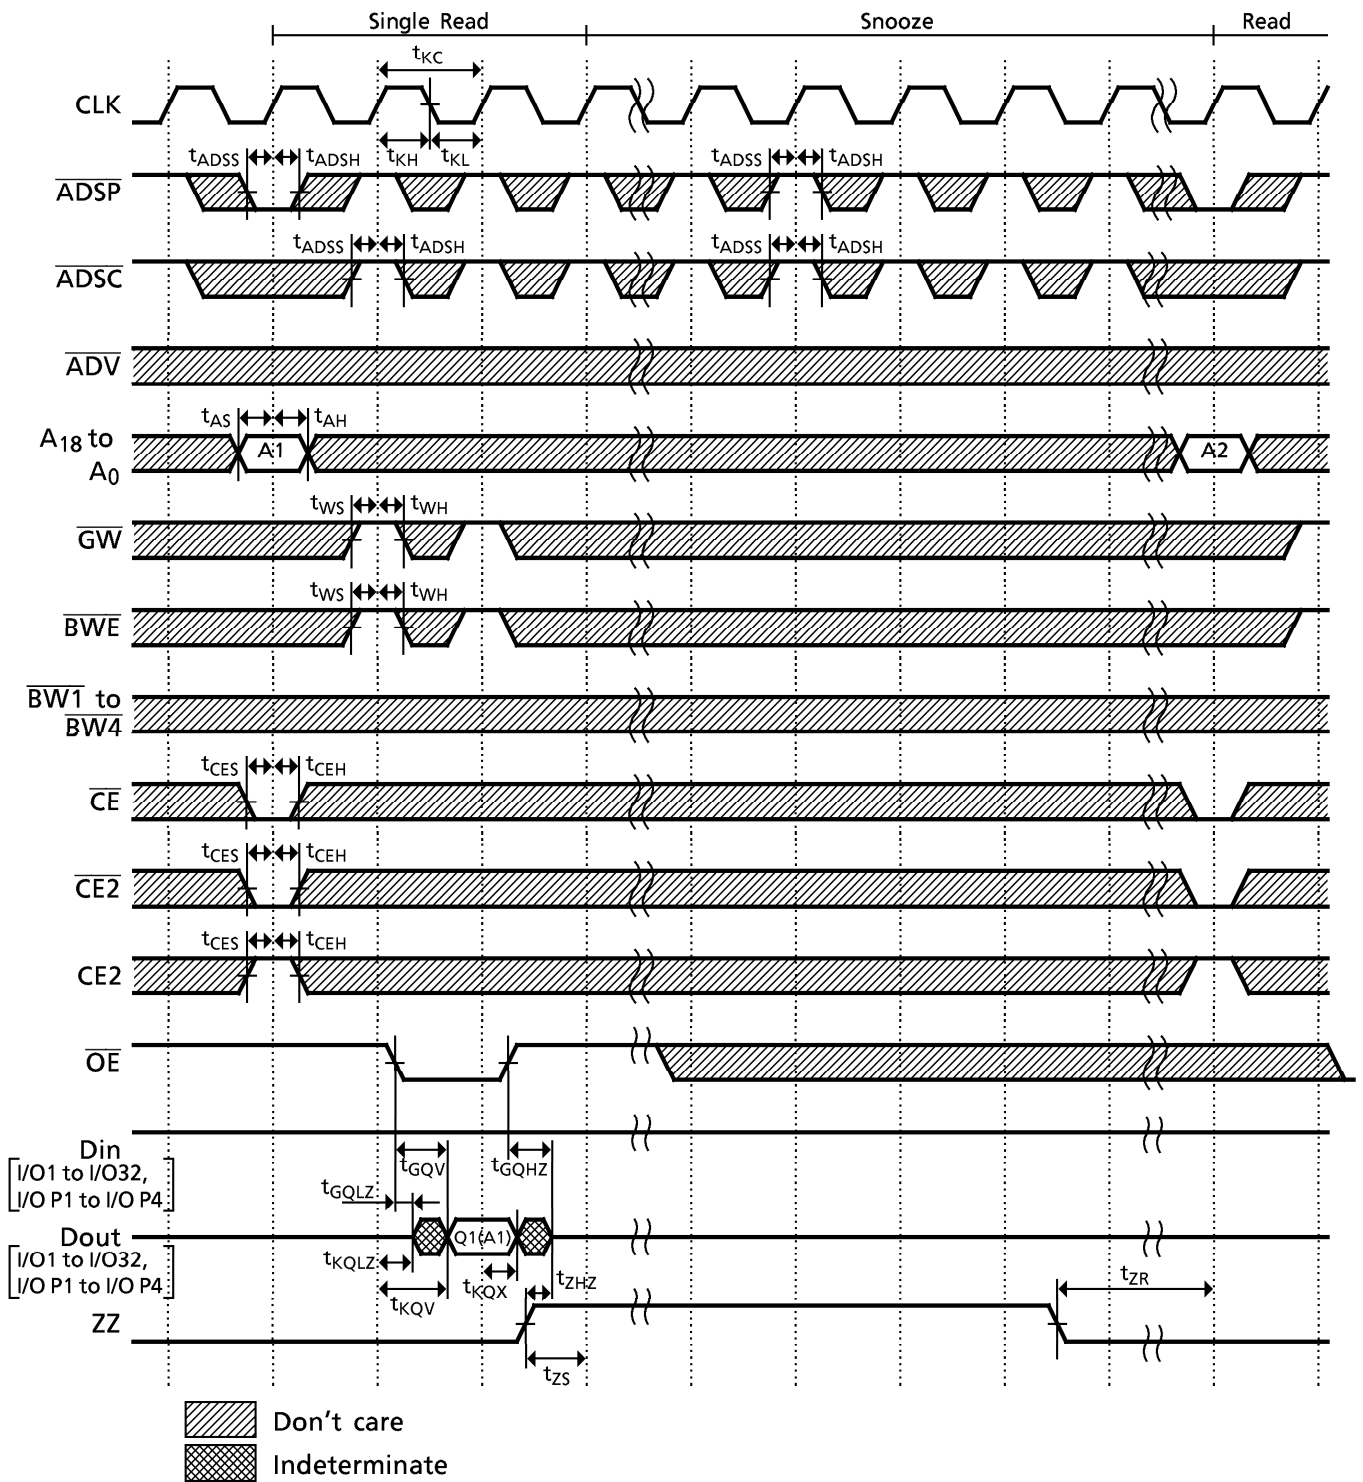 Single Read Snooze Read
tKC
CLK
tADSS tADSH tKH tKL tADSS tADSH
ADSP
tADSS tADSH tADSS tADSH
ADSC
ADV
tAS tAH
A18 to
A0
A1 A2
tWS tWH
GW
tWS tWH
BWE
BW1 to
BW4
tCES tCEH
CE
tCES tCEH
CE2
tCES tCEH
CE2
OE
Din
I/O1 to I/O32,
I/O P1 to I/O P4
tGQV tGQHZ
tGQLZ
Dout
I/O1 to I/O32,
I/O P1 to I/O P4
Q1(A1)
tKQLZ
tKQX tZHZ tZR
tKQV
ZZ
tZS
Don't care
Indeterminate